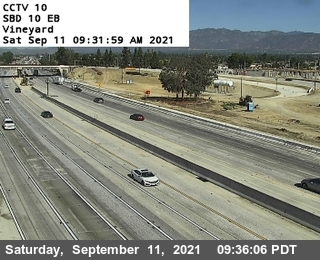 CCTV 10
SBD 10 EB
Vineyard
Sat Sep 11 09:31:59 AM 2021
Saturday, September 11, 2021 09:36:06 PDT